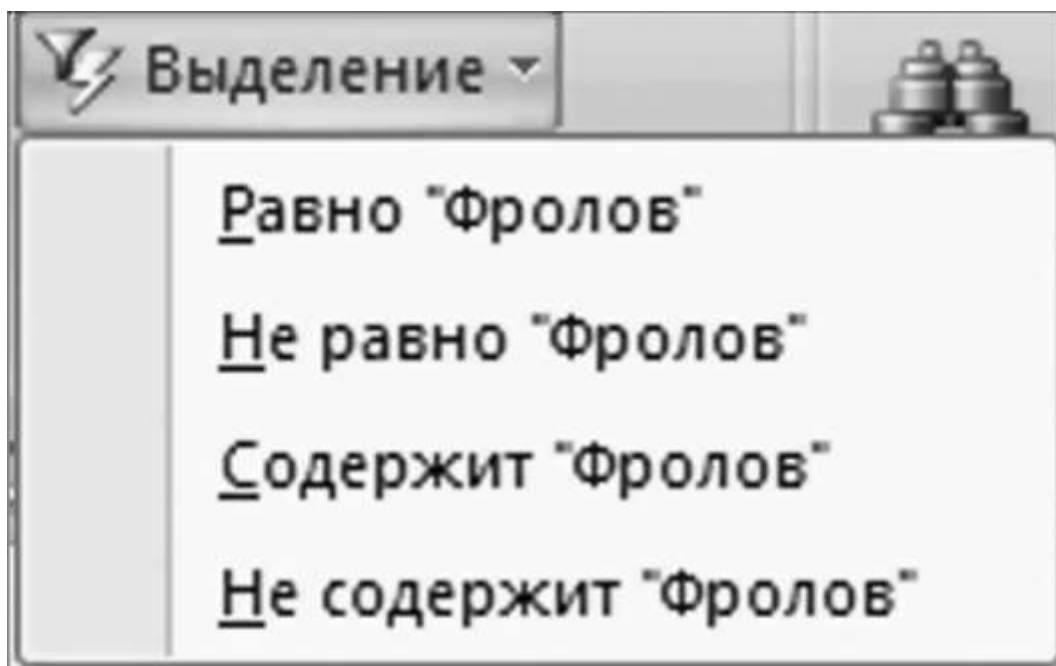 Выделение
Равно "Фролов"
Не равно "Фролов"
Содержит "Фролов"
Не содержит "Фролов"